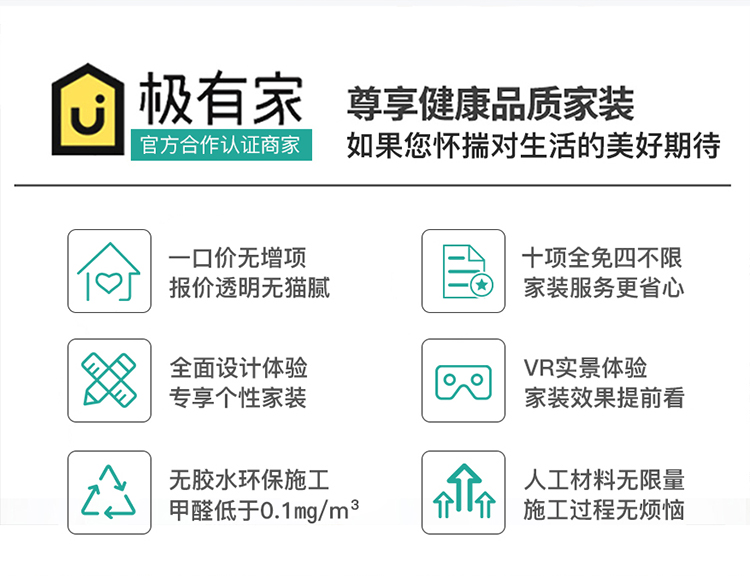 极有家
官方合作认证商家
尊享健康品质家装
如果您怀揣对生活的美好期待
一口价无增项
报价透明无猫腻
十项全免四不限
家装服务更省心
全面设计体验
专享个性家装
VR实景体验
家装效果提前看
无胶水环保施工
甲醛低于0.1mg/m³
人工材料无限量
施工过程无烦恼